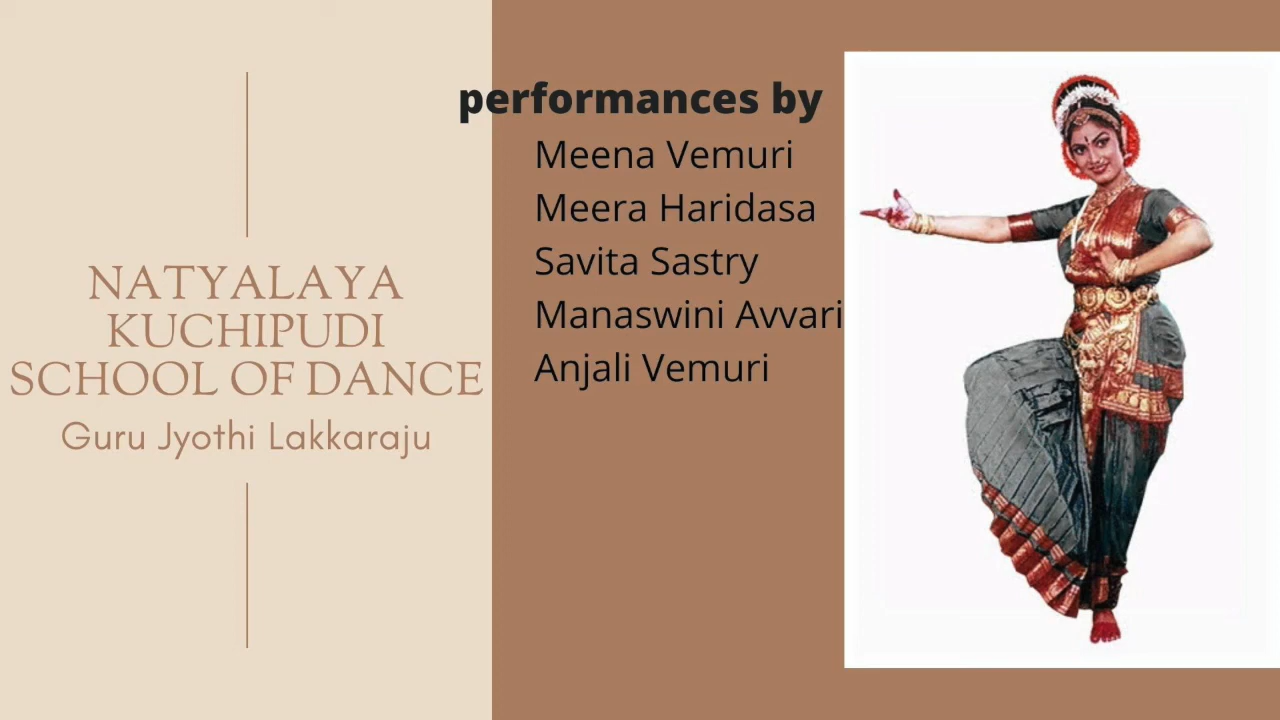 NATYALAYA
KUCHIPUDI
SCHOOL OF DANCE
Guru Jyothi Lakkaraju
performances by
Meena Vemuri
Meera Haridasa
Savita Sastry
Manaswini Avvari
Anjali Vemuri